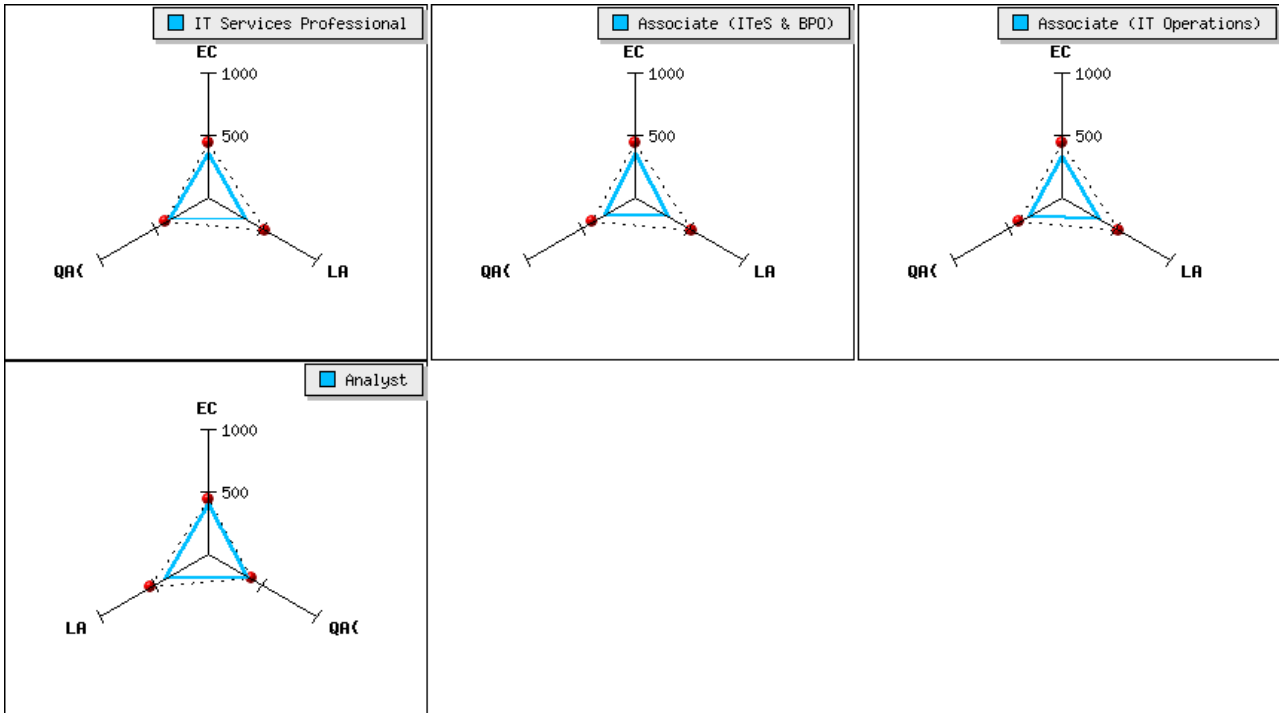 IT Services Professional
EC
1000
500
QA(
LA
Associate (ITeS & BPO)
EC
1000
500
QA(
LA
Associate (IT Operations)
EC
1000
500
QA(
LA
Analyst
EC
1000
500
LA
QA(